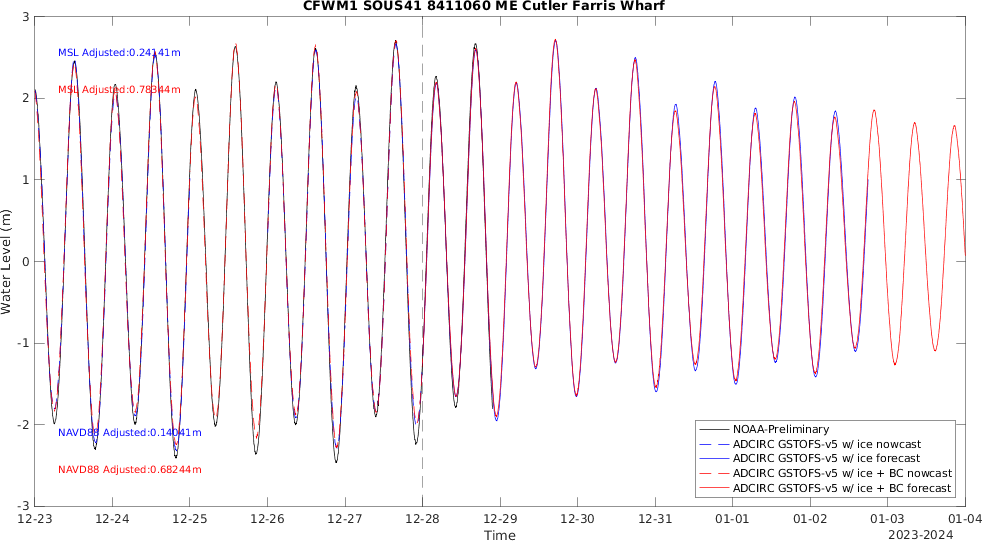 CFWM1 SOUS41 8411060 ME Cutler Farris Wharf
3
2
1
0
-1
-2
-3
Water Level (m)
MSL Adjusted:0.24141m
MSL Adjusted:0.78344m
NAVD88 Adjusted:0.14041m
NAVD88 Adjusted:0.68244m
NOAA-Preliminary
ADCIRC GSTOFS-v5 w/ ice nowcast
ADCIRC GSTOFS-v5 w/ ice forecast
ADCIRC GSTOFS-v5 w/ ice + BC nowcast
ADCIRC GSTOFS-v5 w/ ice + BC forecast
12-23 12-24 12-25 12-26 12-27 12-28 12-29 12-30 12-31 01-01 01-02 01-03 01-04
Time
2023-2024